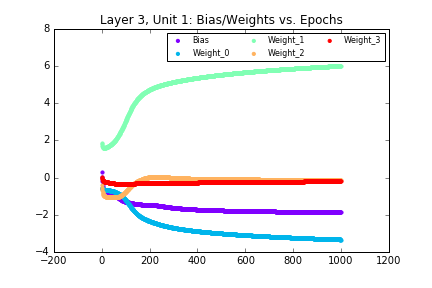 Layer 3, Unit 1: Bias/Weights vs. Epochs
8
Bias Weight_1 Weight_3
Weight_0 Weight_2
6
4
2
0
−2
−4
−200 0 200 400 600 800 1000 1200